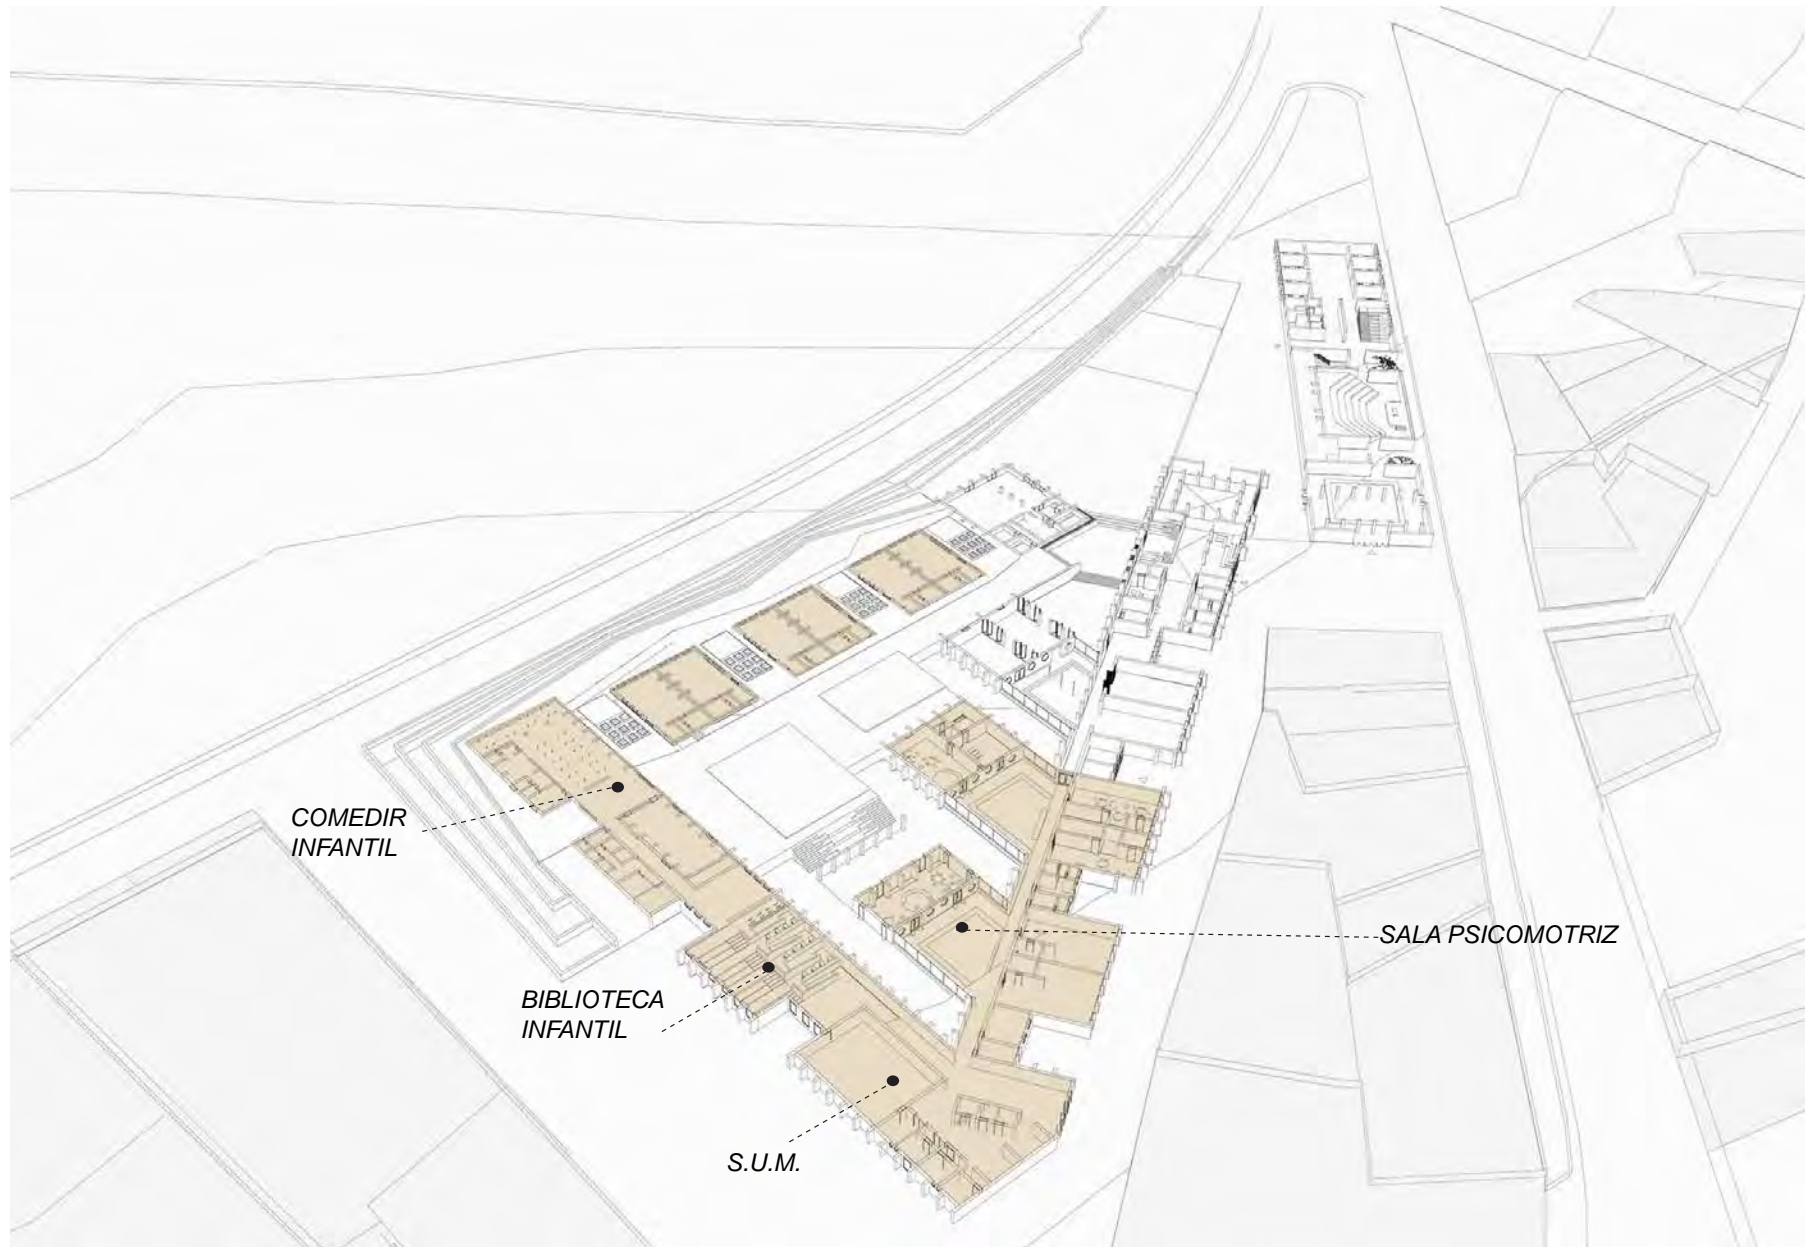 COMEDIR
INFANTIL
SALA PSICOMOTRIZ
BIBLIOTECA
INFANTIL
S.U.M.